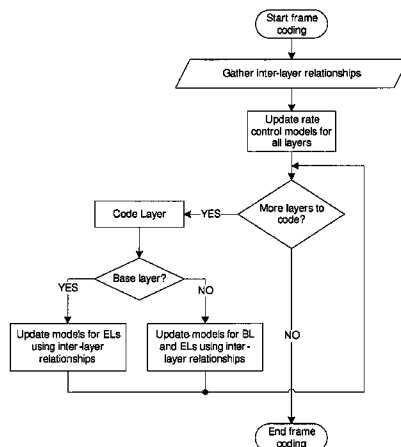 Start frame
coding
Gather inter-layer relationships
Update rate
control models for
all layers
More layers to
code?
YES
Code Layer
Base layer?
YES
NO
Update models for ELs
using inter-layer
relationships
Update models for BL
and ELs using inter-
layer relationships
NO
End frame
coding